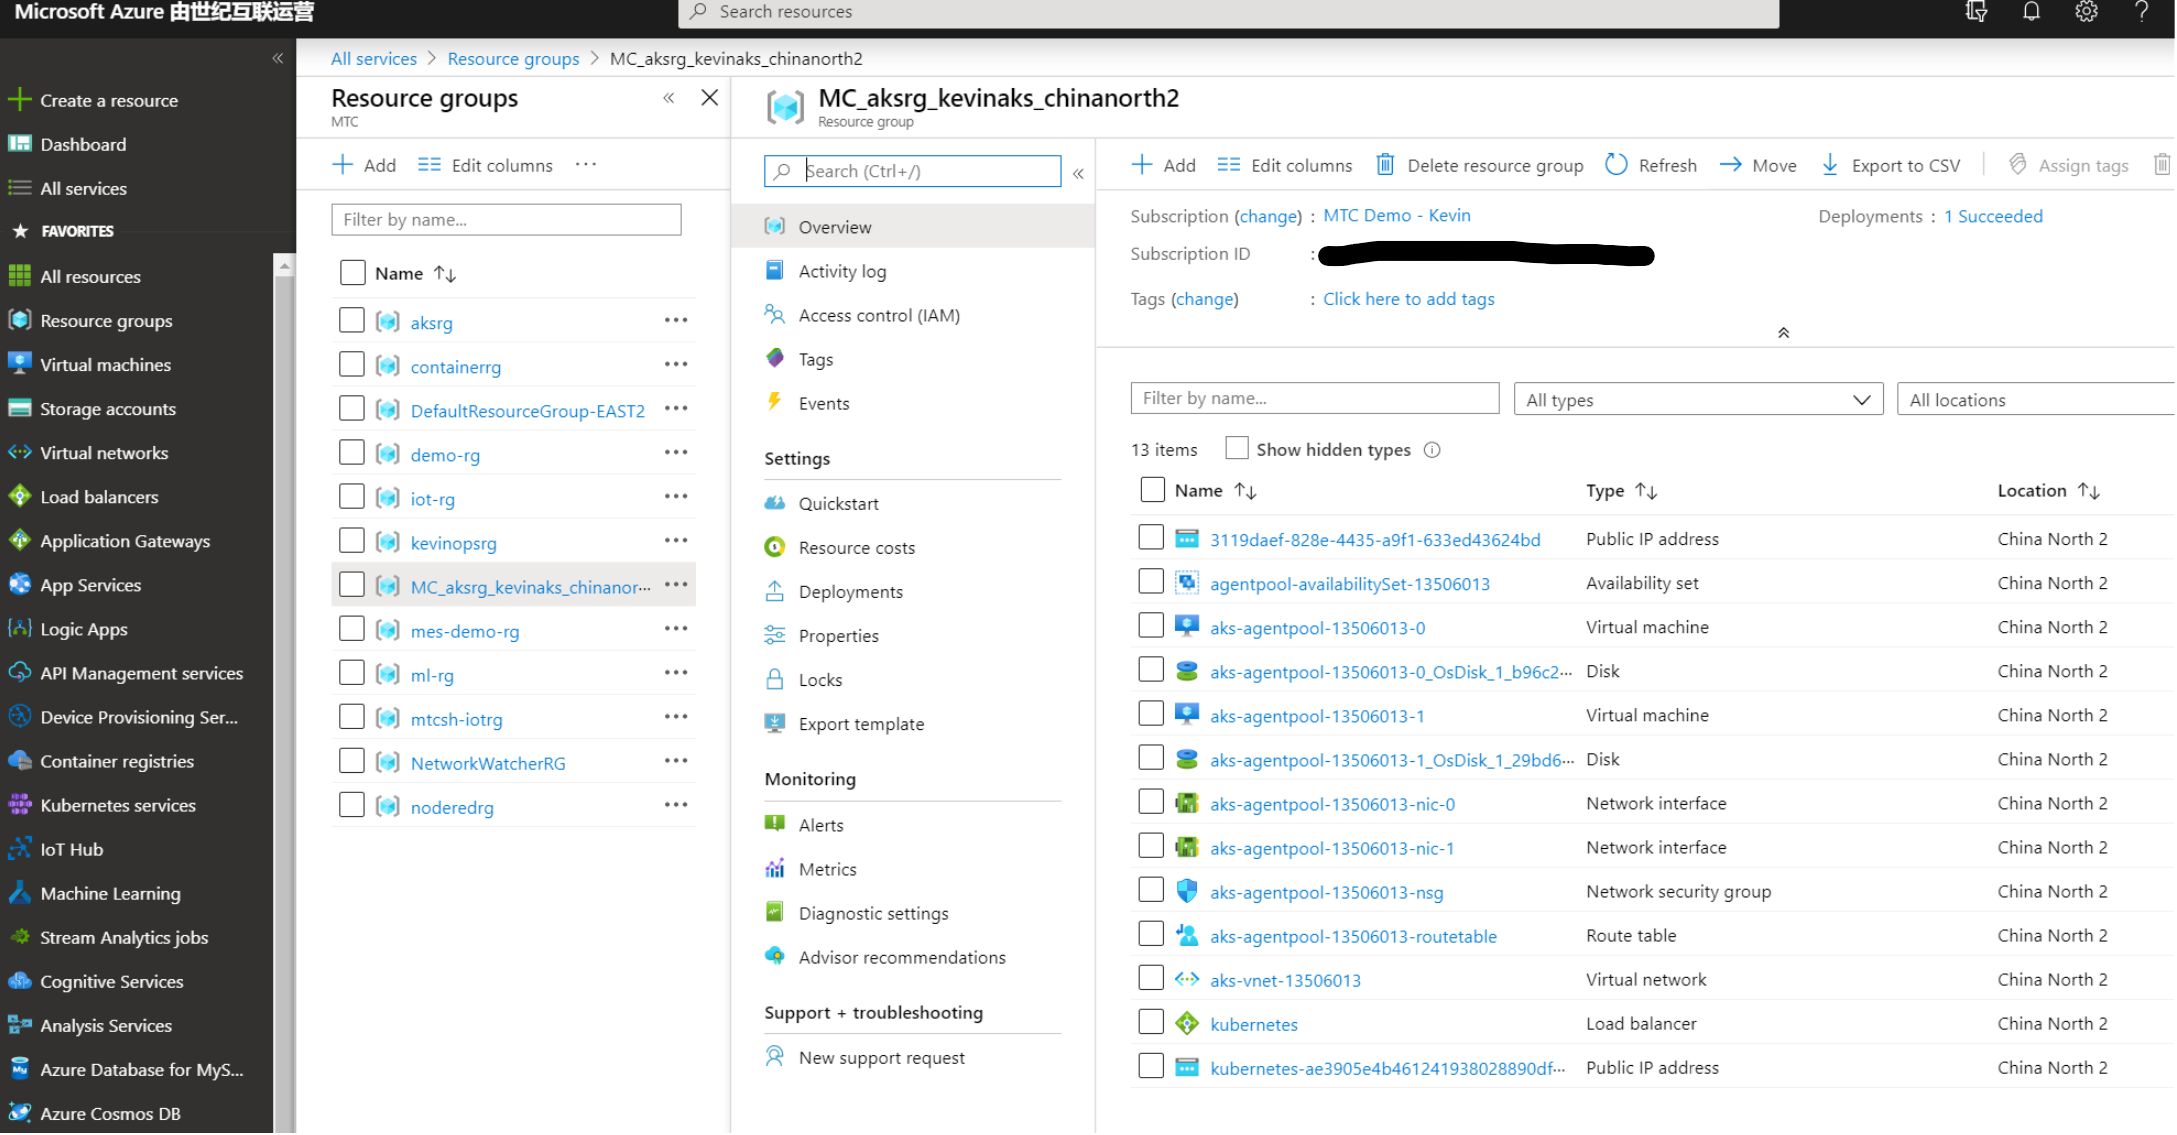 Microsoft Azure 由世纪互联运营
Search resources
All services > Resource groups > MC_aksrg_kevinaks_chinanorth2
Create a resource
Dashboard
All services
FAVORITES
All resources
Resource groups
Virtual machines
Storage accounts
Virtual networks
Load balancers
Application Gateways
App Services
Logic Apps
API Management services
Device Provisioning Ser...
Container registries
Kubernetes services
IoT Hub
Machine Learning
Stream Analytics jobs
Cognitive Services
Analysis Services
Azure Database for MyS...
Azure Cosmos DB
Resource groups
MTC
Add Edit columns ...
Filter by name...
Name
aksrg
containerrg
DefaultResourceGroup-EAST2
demo-rg
iot-rg
kevinopsrg
MC_aksrg_kevinaks_chinanor...
mes-demo-rg
ml-rg
mtcsh-iotrg
NetworkWatcherRG
noderedrg
MC_aksrg_kevinaks_chinanorth2
Resource group
Search (Ctrl+/)
Overview
Activity log
Access control (IAM)
Tags
Events
Settings
Quickstart
Resource costs
Deployments
Properties
Locks
Export template
Monitoring
Alerts
Metrics
Diagnostic settings
Advisor recommendations
Support + troubleshooting
New support request
Add Edit columns Delete resource group Refresh Move Export to CSV Assign tags
Subscription (change) : MTC Demo - Kevin Deployments : 1 Succeeded
Subscription ID :
Tags (change) : Click here to add tags
Filter by name... All types All locations
13 items Show hidden types
Name Type Location
3119daef-828e-4435-a9f1-633ed43624bd Public IP address China North 2
agentpool-availabilitySet-13506013 Availability set China North 2
aks-agentpool-13506013-0 Virtual machine China North 2
aks-agentpool-13506013-0_OsDisk_1_b96c2... Disk China North 2
aks-agentpool-13506013-1 Virtual machine China North 2
aks-agentpool-13506013-1_OsDisk_1_29bd6... Disk China North 2
aks-agentpool-13506013-nic-0 Network interface China North 2
aks-agentpool-13506013-nic-1 Network interface China North 2
aks-agentpool-13506013-nsg Network security group China North 2
aks-agentpool-13506013-routetable Route table China North 2
aks-vnet-13506013 Virtual network China North 2
kubernetes Load balancer China North 2
kubernetes-ae3905e4b461241938028890df... Public IP address China North 2